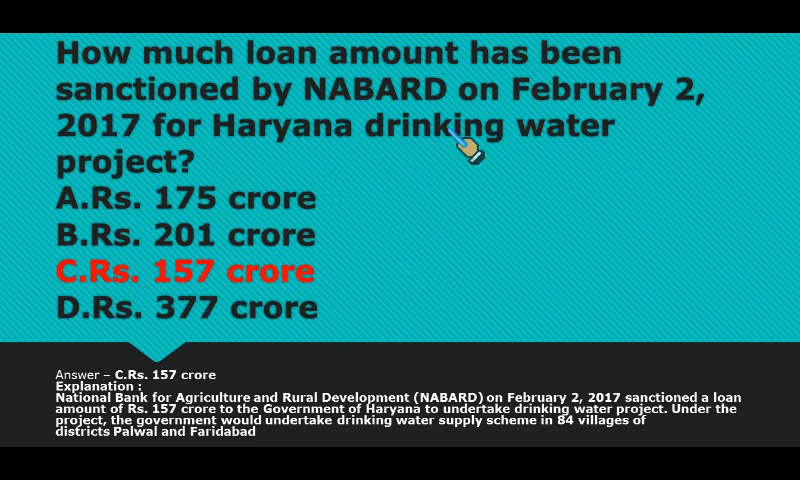 How much loan amount has been
sanctioned by NABARD on February 2,
2017 for Haryana drinking water
project?
A.Rs. 175 crore
B.Rs. 201 crore
C.Rs. 157 crore
D.Rs. 377 crore
Answer – C.Rs. 157 crore
Explanation :
National Bank for Agriculture and Rural Development (NABARD) on February 2, 2017 sanctioned a loan
amount of Rs. 157 crore to the Government of Haryana to undertake drinking water project. Under the
project, the government would undertake drinking water supply scheme in 84 villages of
districts Palwal and Faridabad